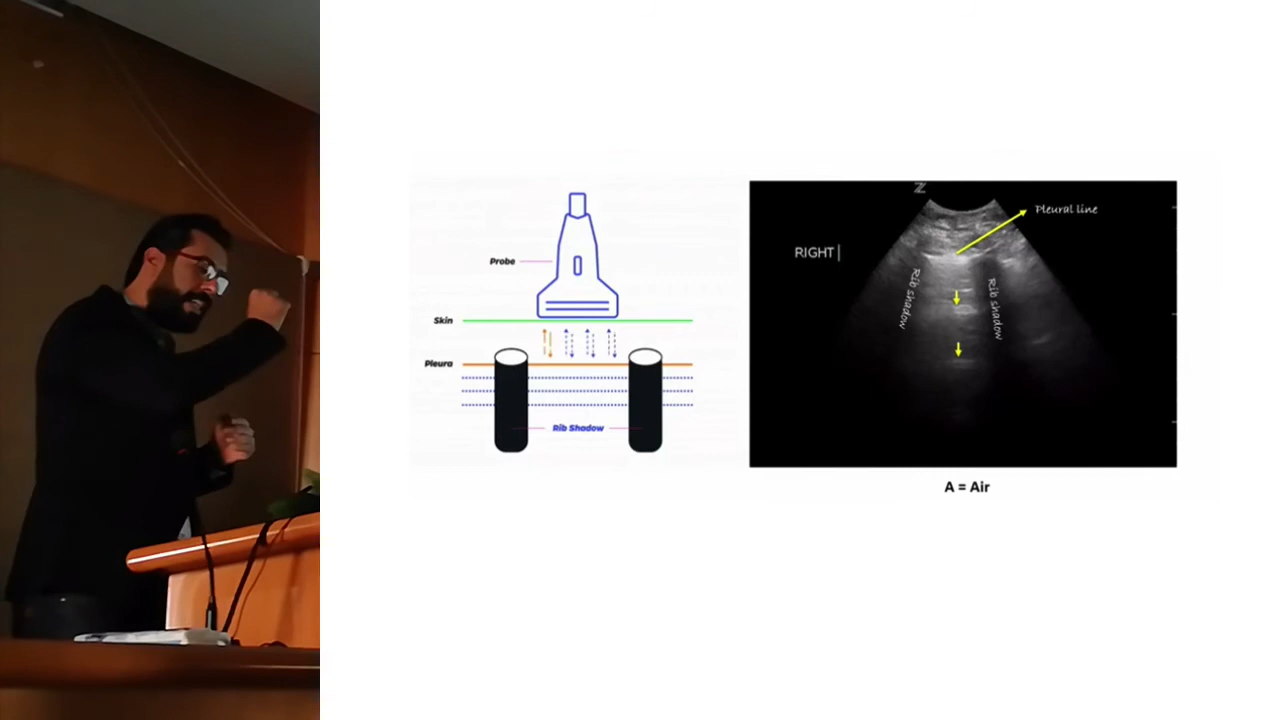 Probe
Skin
Pleura
Rib Shadow
Z
RIGHT
Pleural line
Rib shadow
Rib shadow
A = Air